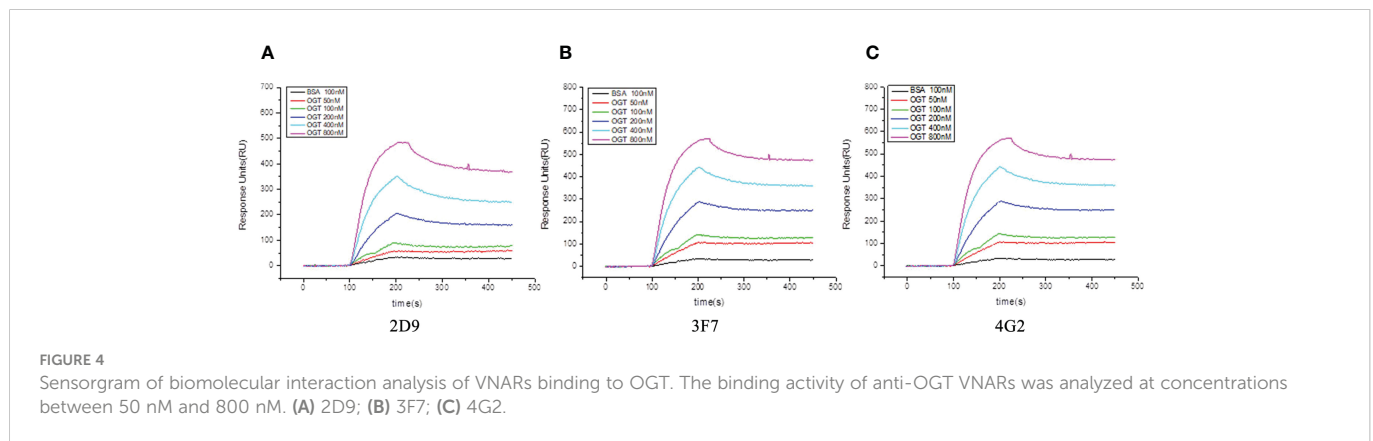 A
B
C
700
600
500
400
300
200
100
0
Response Units(RU)
BSA 100nM
OGT 50nM
OGT 100nM
OGT 200nM
OGT 400nM
OGT 800nM
0 100 200 300 400 500
time(s)
2D9
800
700
600
500
400
300
200
100
0
Response Units(RU)
BSA 100nM
OGT 50nM
OGT 100nM
OGT 200nM
OGT 400nM
OGT 800nM
0 100 200 300 400 500
time(s)
3F7
800
700
600
500
400
300
200
100
0
Response Units(RU)
BSA 100nM
OGT 50nM
OGT 100nM
OGT 200nM
OGT 400nM
OGT 800nM
0 100 200 300 400 500
time(s)
4G2
FIGURE 4
Sensorgram of biomolecular interaction analysis of VNARs binding to OGT. The binding activity of anti-OGT VNARs was analyzed at concentrations
between 50 nM and 800 nM. (A) 2D9; (B) 3F7; (C) 4G2.